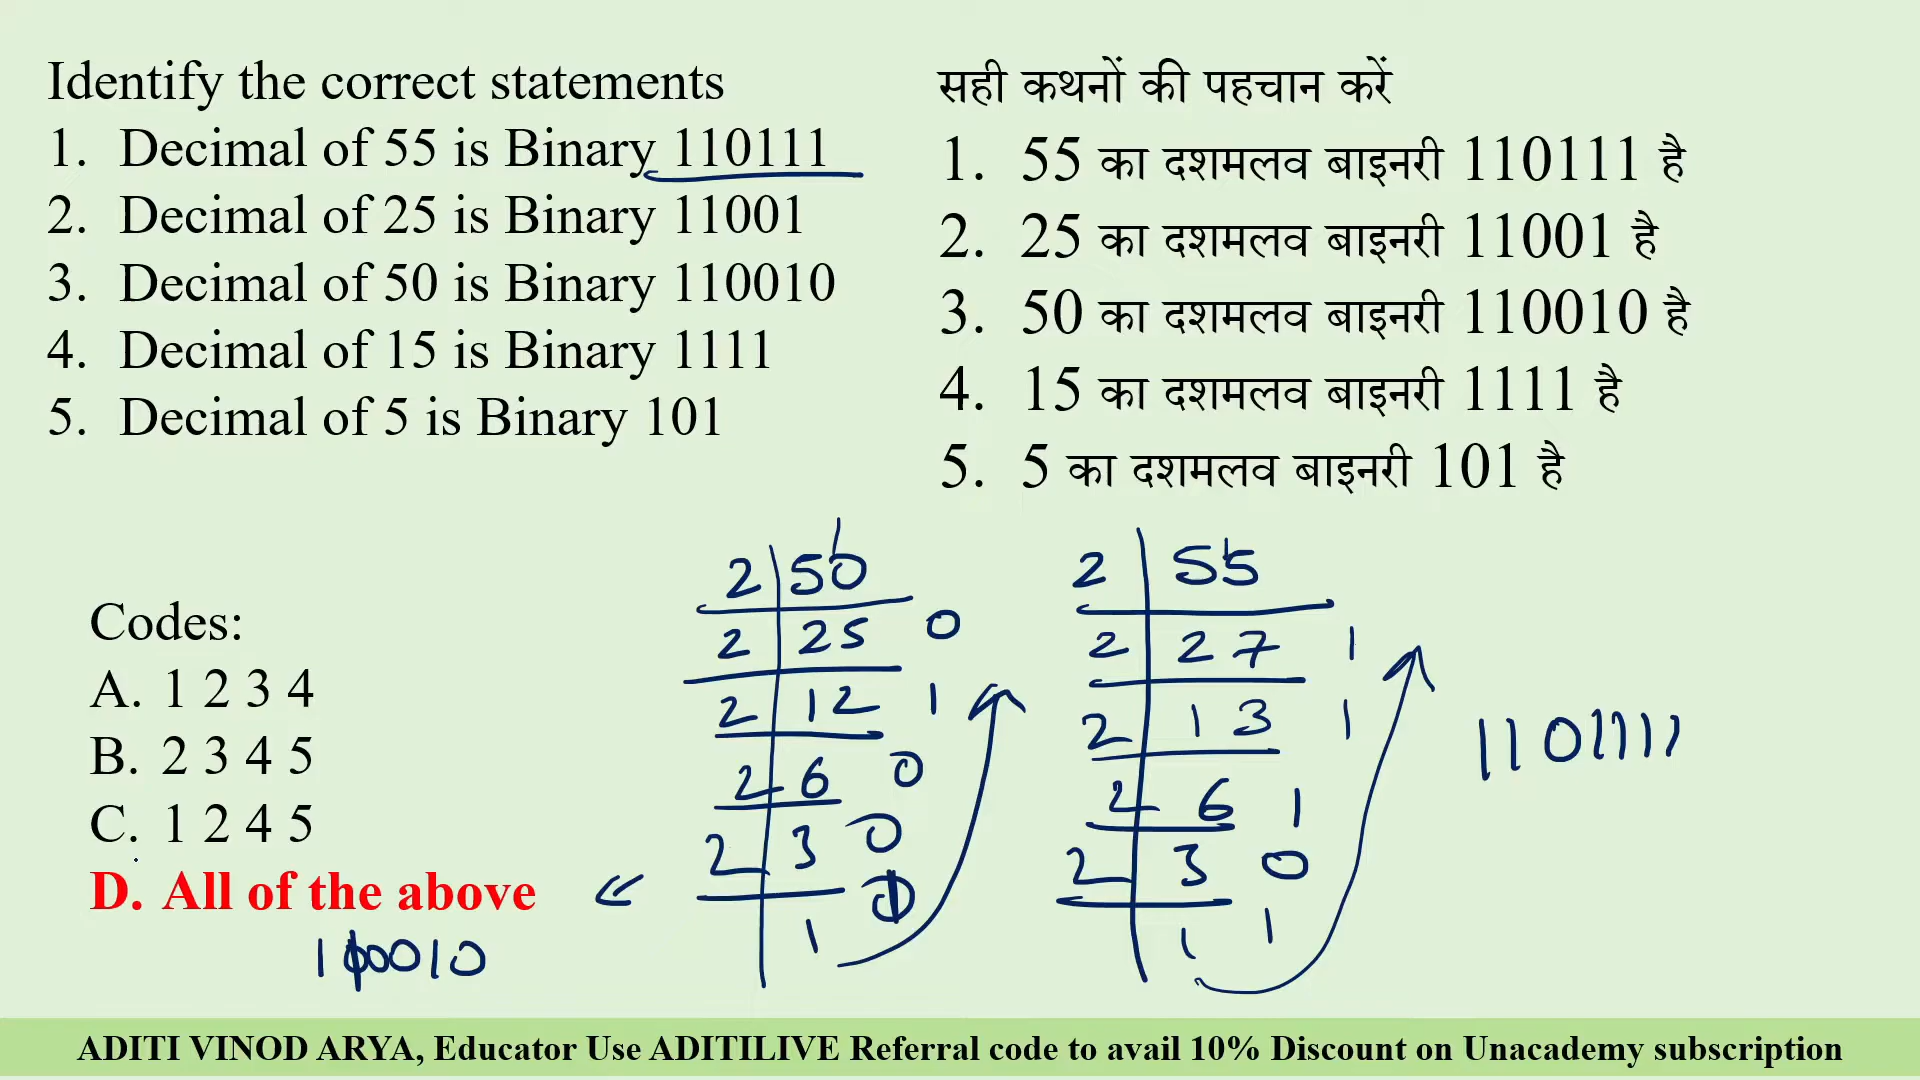 Identify the correct statements
1. Decimal of 55 is Binary 110111
2. Decimal of 25 is Binary 11001
3. Decimal of 50 is Binary 110010
4. Decimal of 15 is Binary 1111
5. Decimal of 5 is Binary 101
सही कथनों की पहचान करें
1. 55 का दशमलव बाइनरी 110111 है
2. 25 का दशमलव बाइनरी 11001 है
3. 50 का दशमलव बाइनरी 110010 है
4. 15 का दशमलव बाइनरी 1111 है
5. 5 का दशमलव बाइनरी 101 है
Codes:
A. 1 2 3 4
B. 2 3 4 5
C. 1 2 4 5
D. All of the above
2 50
2 25 0
2 12 1
2 6 0
2 3 0
1
2 55
2 27 1
2 13 1
2 6 1
2 3 0
1 1
ADITI VINOD ARYA, Educator Use ADITILIVE Referral code to avail 10% Discount on Unacademy subscription